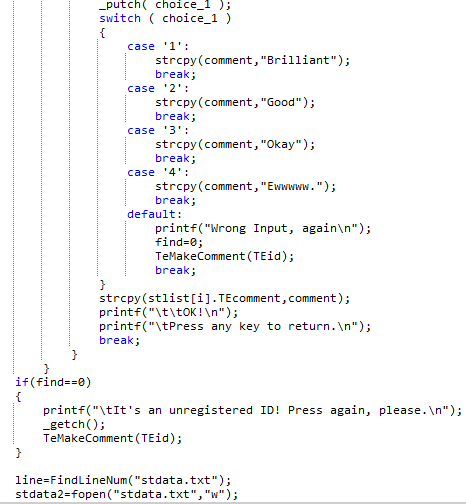 _putch( choice_1 );
switch ( choice_1 )
{
case '1':
strcpy(comment,"Brilliant");
break;
case '2':
strcpy(comment,"Good");
break;
case '3':
strcpy(comment,"Okay");
break;
case '4':
strcpy(comment,"Ewwwww.");
break;
default:
printf("Wrong Input, again\n");
find=0;
TeMakeComment(TEid);
break;
}
strcpy(stlist[i].TEcomment,comment);
printf("\t\tOK!\n");
printf("\tPress any key to return.\n");
break;
}
}
if(find==0)
{
printf("\tIt's an unregistered ID! Press again, please.\n");
_getch();
TeMakeComment(TEid);
}
line=FindLineNum("stdata.txt");
stdata2=fopen("stdata.txt","w");